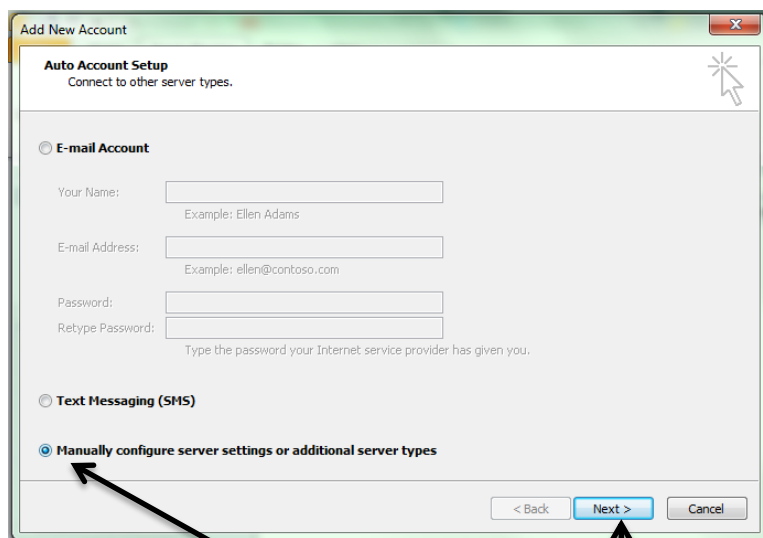 Add New Account
Auto Account Setup
Connect to other server types.
E-mail Account
Your Name:
Example: Ellen Adams
E-mail Address:
Example: ellen@contoso.com
Password:
Retype Password:
Type the password your Internet service provider has given you.
Text Messaging (SMS)
Manually configure server settings or additional server types
< Back Next > Cancel